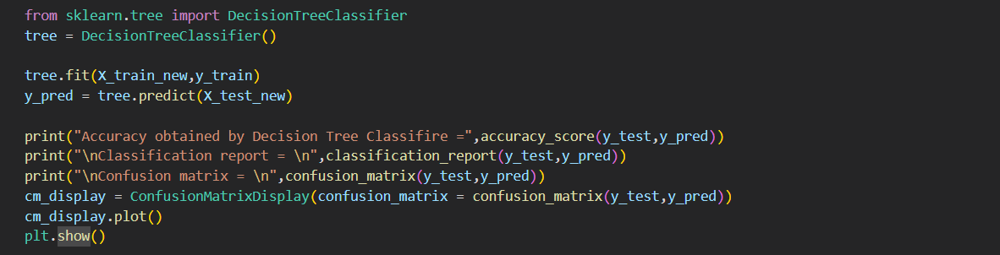 from sklearn.tree import DecisionTreeClassifier
tree = DecisionTreeClassifier()
tree.fit(X_train_new,y_train)
y_pred = tree.predict(X_test_new)
print("Accuracy obtained by Decision Tree Classifire =",accuracy_score(y_test,y_pred))
print("\nClassification report = \n",classification_report(y_test,y_pred))
print("\nConfusion matrix = \n",confusion_matrix(y_test,y_pred))
cm_display = ConfusionMatrixDisplay(confusion_matrix = confusion_matrix(y_test,y_pred))
cm_display.plot()
plt.show()